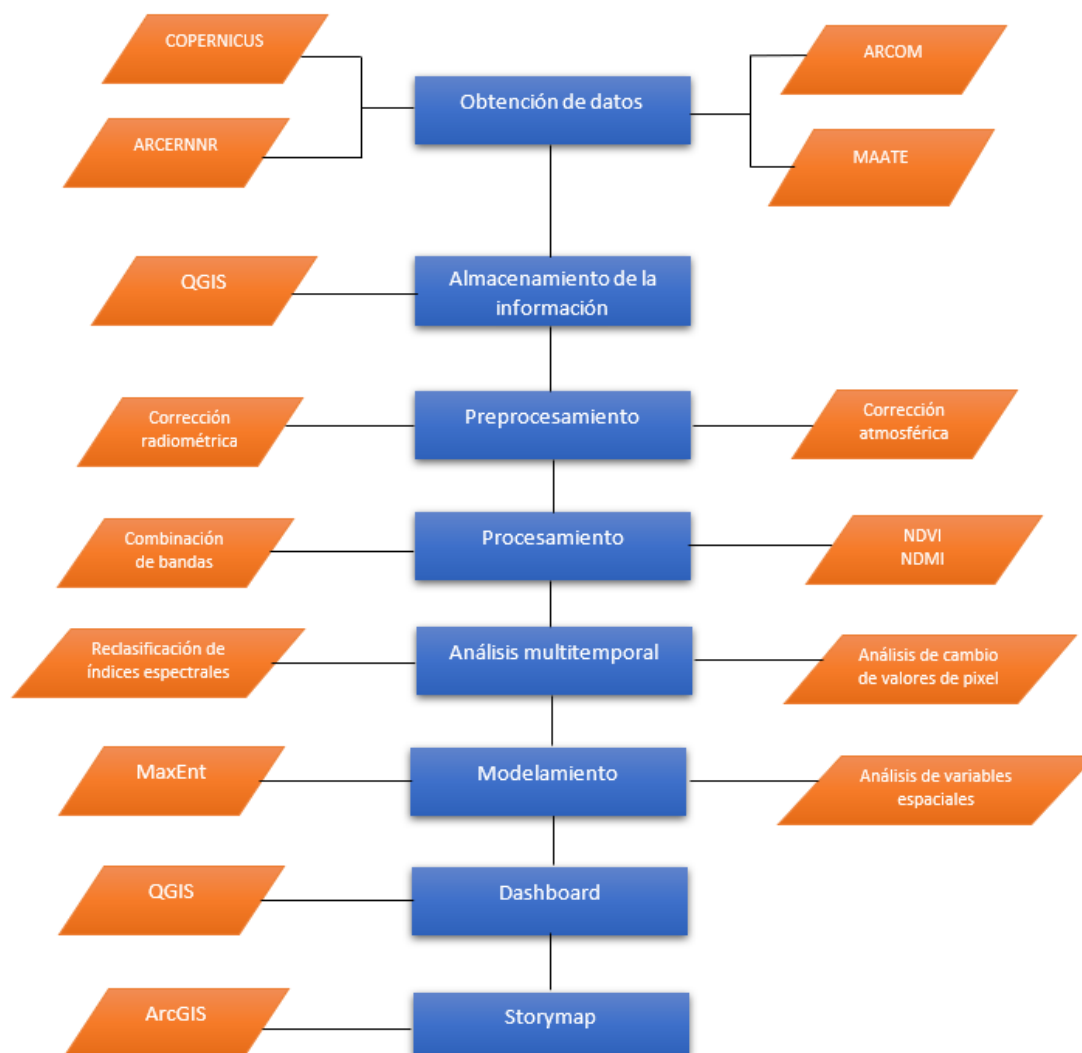 COPERNICUS
ARCOM
Obtención de datos
ARCERNNR
MAATE
QGIS
Almacenamiento de la
información
Corrección
radiométrica
Preprocesamiento
Corrección
atmosférica
Combinación
de bandas
Procesamiento
NDVI
NDMI
Reclasificación de
índices espectrales
Análisis multitemporal
Análisis de cambio
de valores de pixel
MaxEnt
Modelamiento
Análisis de variables
espaciales
QGIS
Dashboard
ArcGIS
Storymap